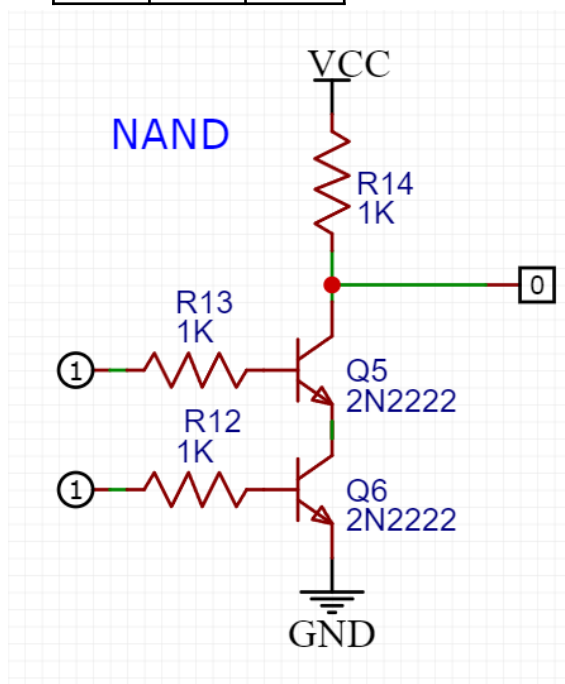 VCC
NAND
R14
1K
0
R13
1K
1
Q5
2N2222
R12
1K
1
Q6
2N2222
GND